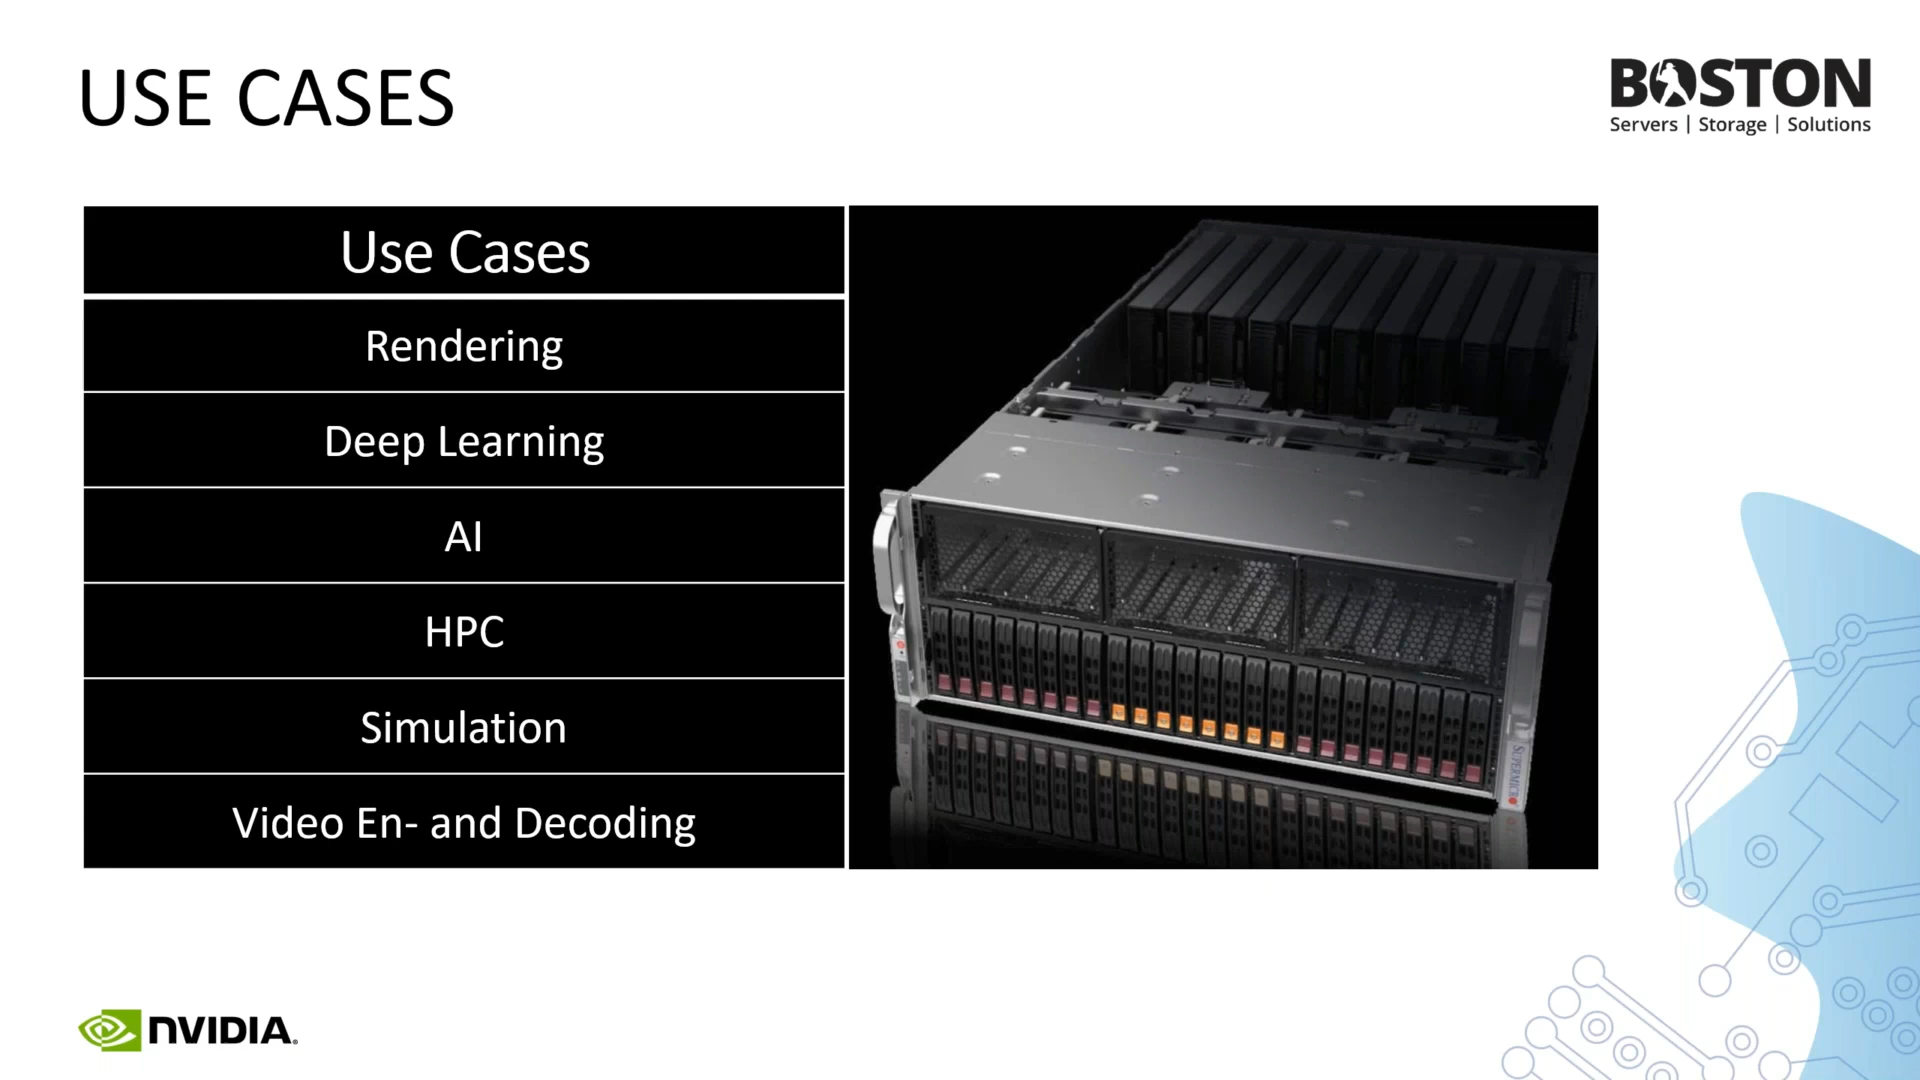 USE CASES
BOSTON
Servers | Storage | Solutions
Use Cases
Rendering
Deep Learning
AI
HPC
Simulation
Video En- and Decoding
SUPERMICRO
NVIDIA.